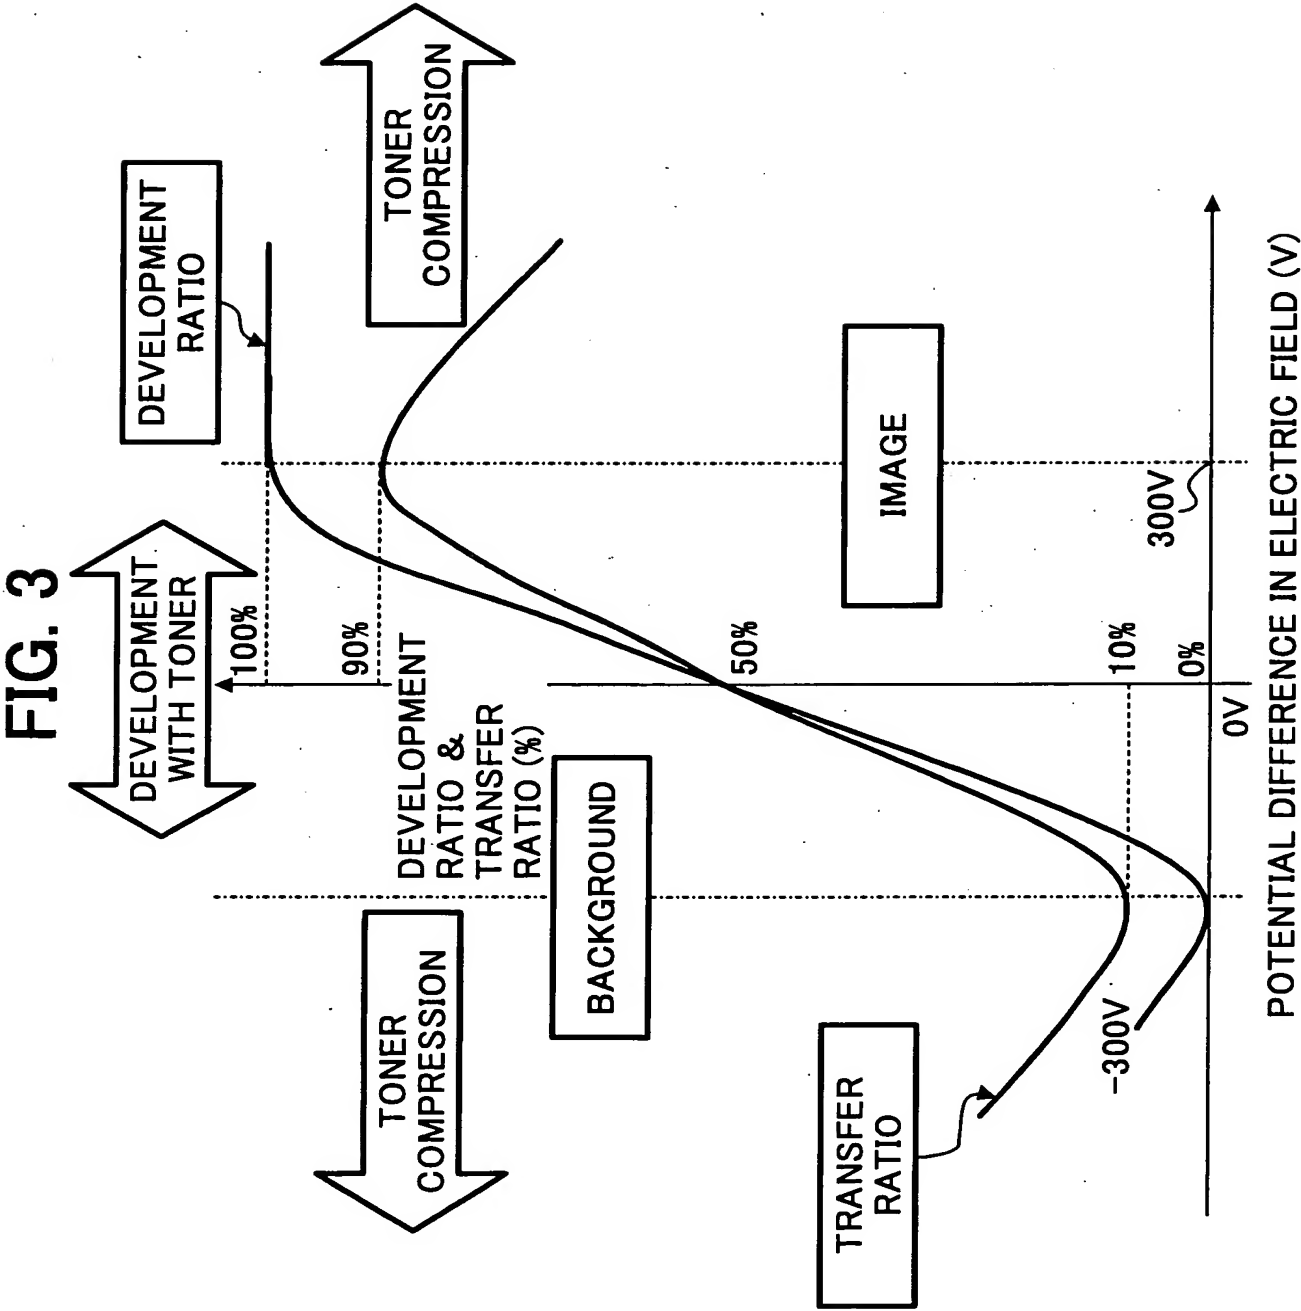 FIG. 3
DEVELOPMENT
WITH TONER
DEVELOPMENT
RATIO
TONER
COMPRESSION
TONER
COMPRESSION
100%
90%
DEVELOPMENT
RATIO &
TRANSFER
RATIO (%)
BACKGROUND
50%
IMAGE
TRANSFER
RATIO
10%
0%
-300V
0V
300V
POTENTIAL DIFFERENCE IN ELECTRIC FIELD (V)